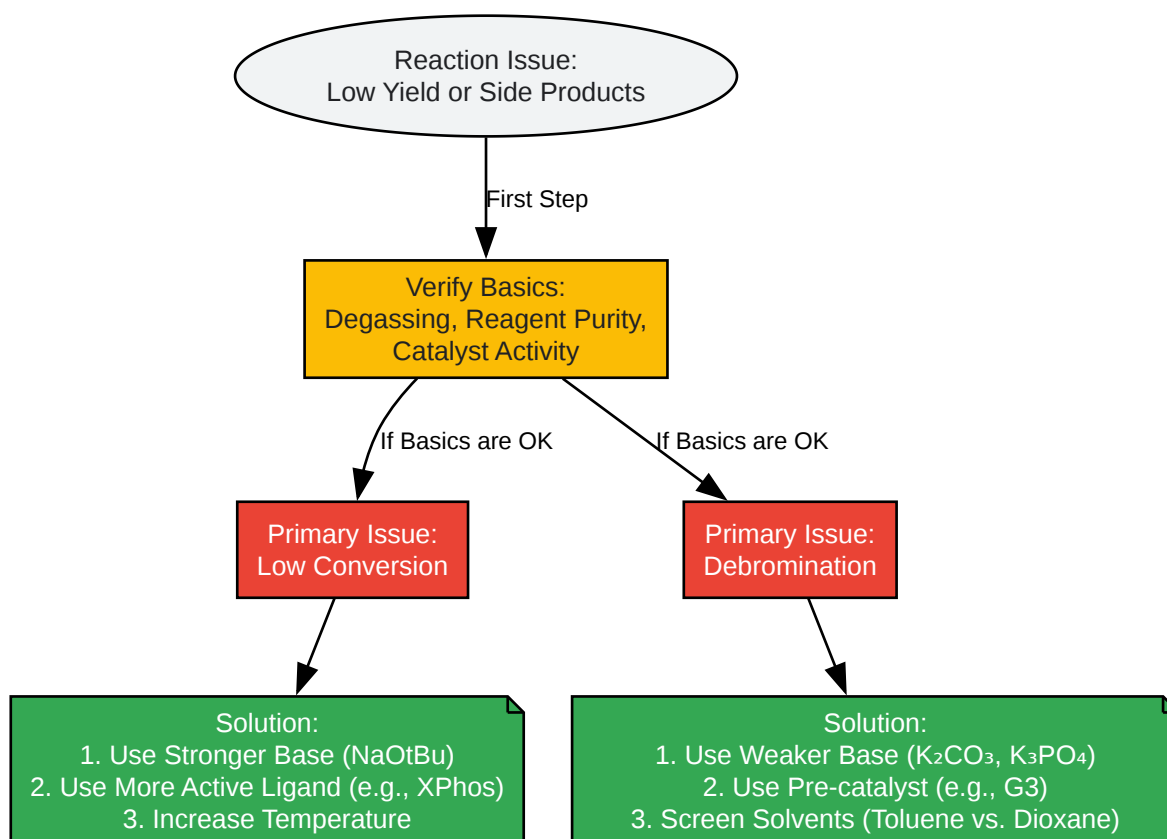 Reaction Issue:
Low Yield or Side Products
First Step
Verify Basics:
Degassing, Reagent Purity,
Catalyst Activity
If Basics are OK
If Basics are OK
Primary Issue:
Low Conversion
Primary Issue:
Debromination
Solution:
1. Use Stronger Base (NaOtBu)
2. Use More Active Ligand (e.g., XPhos)
3. Increase Temperature
Solution:
1. Use Weaker Base (K₂CO₃, K₃PO₄)
2. Use Pre-catalyst (e.g., G3)
3. Screen Solvents (Toluene vs. Dioxane)